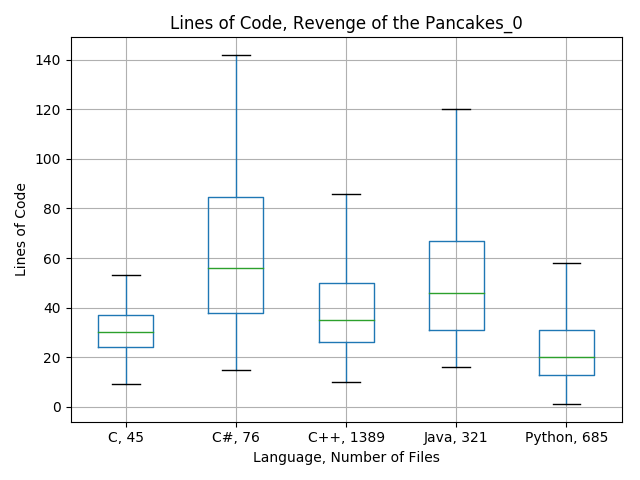 Lines of Code, Revenge of the Pancakes_0
140
120
100
80
60
40
20
0
Lines of Code
C, 45
C#, 76
C++, 1389
Java, 321
Python, 685
Language, Number of Files